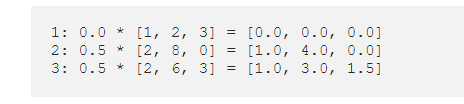 1: 0.0 * [1, 2, 3] = [0.0, 0.0, 0.0]
2: 0.5 * [2, 8, 0] = [1.0, 4.0, 0.0]
3: 0.5 * [2, 6, 3] = [1.0, 3.0, 1.5]